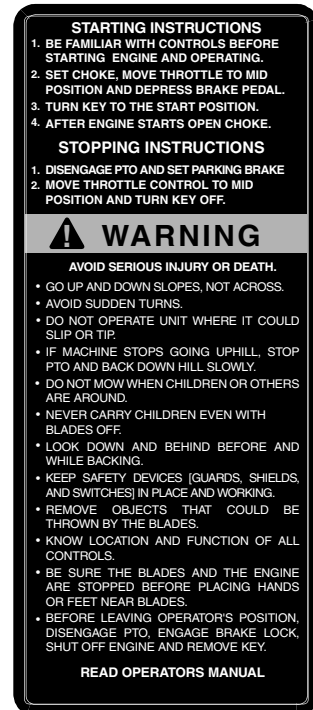 STARTING INSTRUCTIONS
1. BE FAMILIAR WITH CONTROLS BEFORE
STARTING ENGINE AND OPERATING.
2. SET CHOKE, MOVE THROTTLE TO MID
POSITION AND DEPRESS BRAKE PEDAL.
3. TURN KEY TO THE START POSITION.
4. AFTER ENGINE STARTS OPEN CHOKE.
STOPPING INSTRUCTIONS
1. DISENGAGE PTO AND SET PARKING BRAKE
2. MOVE THROTTLE CONTROL TO MID
POSITION AND TURN KEY OFF.
WARNING
AVOID SERIOUS INJURY OR DEATH.
• GO UP AND DOWN SLOPES, NOT ACROSS.
• AVOID SUDDEN TURNS.
• DO NOT OPERATE UNIT WHERE IT COULD
SLIP OR TIP.
• IF MACHINE STOPS GOING UPHILL, STOP
PTO AND BACK DOWN HILL SLOWLY.
• DO NOT MOW WHEN CHILDREN OR OTHERS
ARE AROUND.
• NEVER CARRY CHILDREN EVEN WITH
BLADES OFF.
• LOOK DOWN AND BEHIND BEFORE AND
WHILE BACKING.
• KEEP SAFETY DEVICES [GUARDS, SHIELDS,
AND SWITCHES] IN PLACE AND WORKING.
• REMOVE OBJECTS THAT COULD BE
THROWN BY THE BLADES.
• KNOW LOCATION AND FUNCTION OF ALL
CONTROLS.
• BE SURE THE BLADES AND THE ENGINE
ARE STOPPED BEFORE PLACING HANDS
OR FEET NEAR BLADES.
• BEFORE LEAVING OPERATOR'S POSITION,
DISENGAGE PTO, ENGAGE BRAKE LOCK,
SHUT OFF ENGINE AND REMOVE KEY.
READ OPERATORS MANUAL